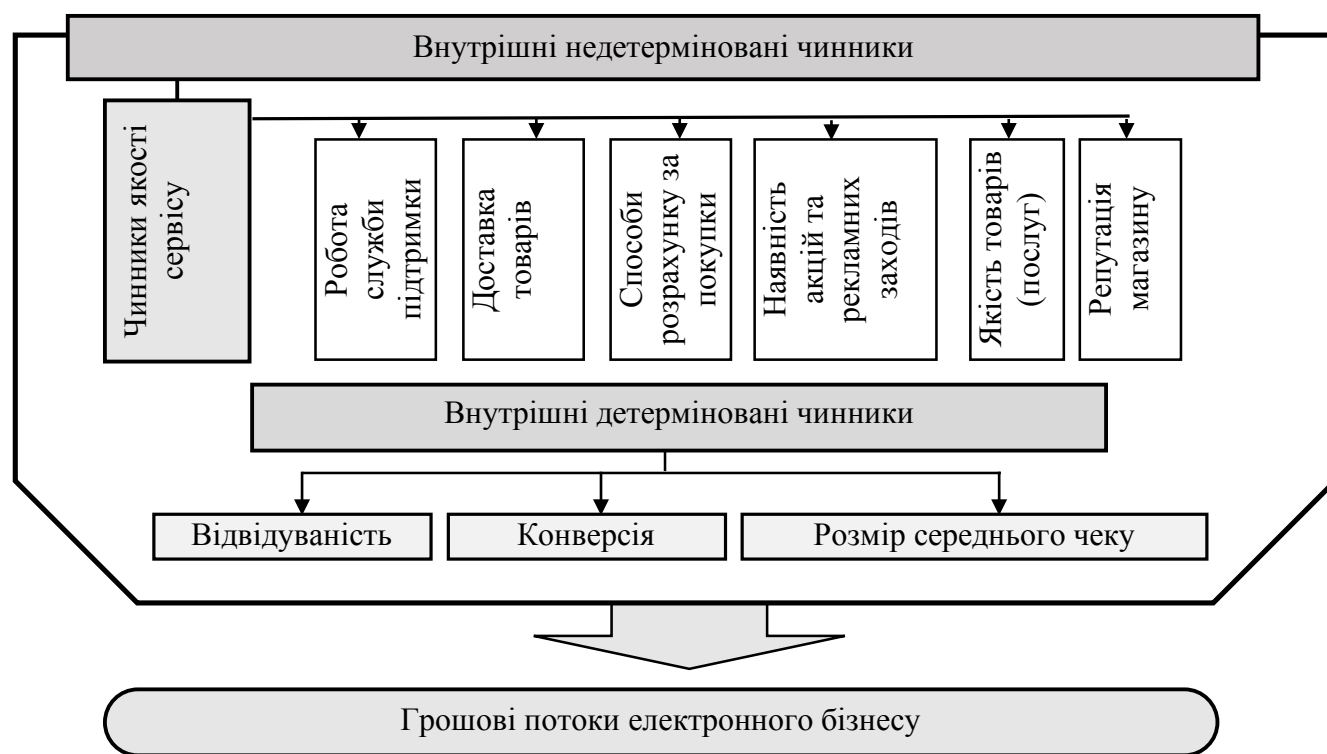 Внутрішні недетерміновані чинники
Чинники якості
сервісу
Робота
служби
підтримки
Доставка
товарів
Способи
розрахунку за
покупки
Наявність
акцій та
рекламних
заходів
Якість товарів
(послуг)
Репутація
магазину
Внутрішні детерміновані чинники
Відвідуваність
Конверсія
Розмір середнього чеку
Грошові потоки електронного бізнесу